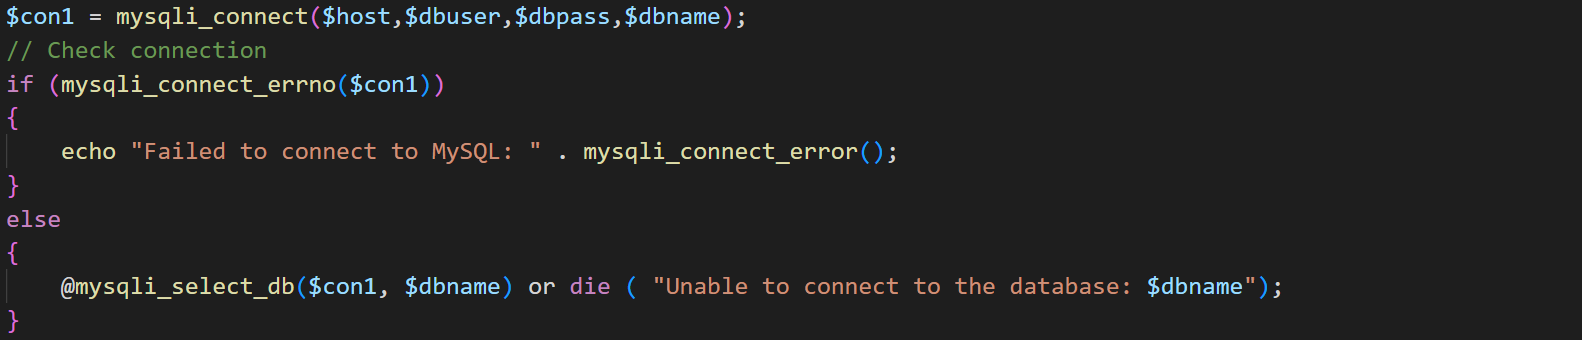 $con1 = mysqli_connect($host,$dbuser,$dbpass,$dbname);
// Check connection
if (mysqli_connect_errno($con1))
{
    echo "Failed to connect to MySQL: " . mysqli_connect_error();
}
else
{
    @mysqli_select_db($con1, $dbname) or die ( "Unable to connect to the database: $dbname");
}